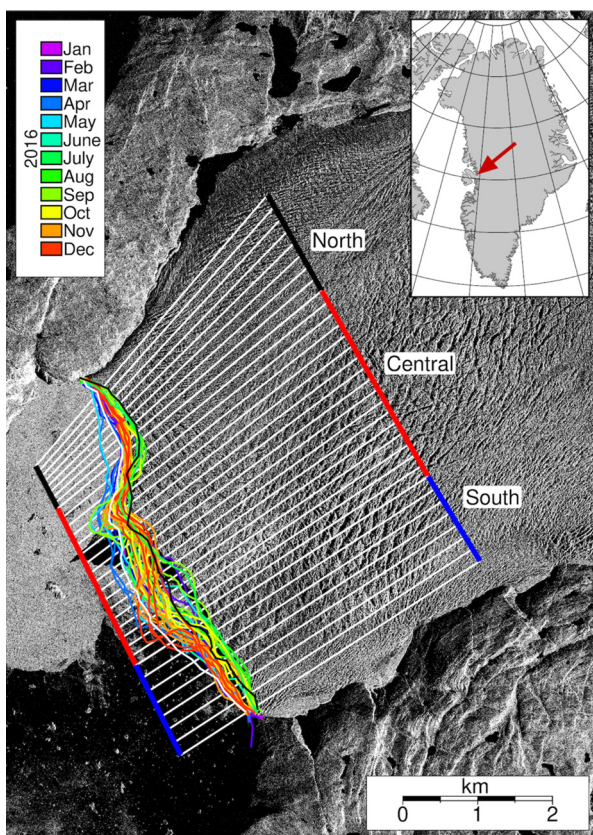 2016
Jan
Feb
Mar
Apr
May
June
July
Aug
Sep
Oct
Nov
Dec
North
Central
South
km
0 1 2